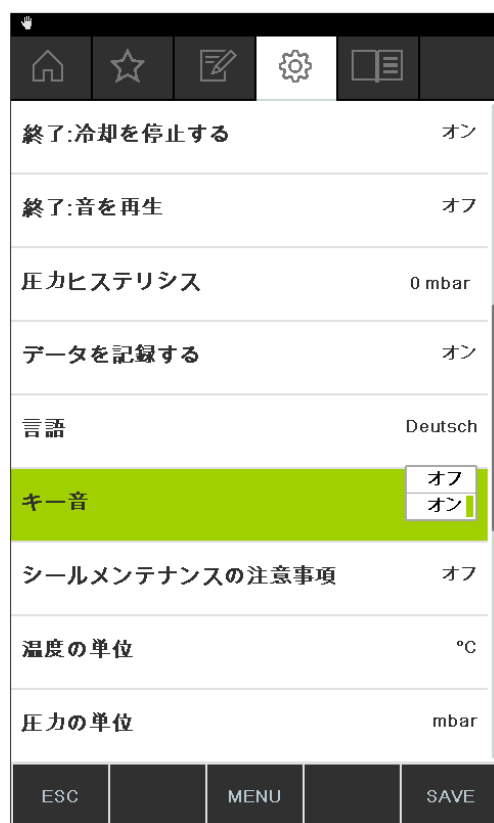 終了:冷却を停止する オン
終了:音を再生 オフ
圧力ヒステリシス 0 mbar
データを記録する オン
言語 Deutsch
オフ
キー音 オン
シールメンテナンスの注意事項 オフ
温度の単位 °C
圧力の単位 mbar
ESC MENU SAVE